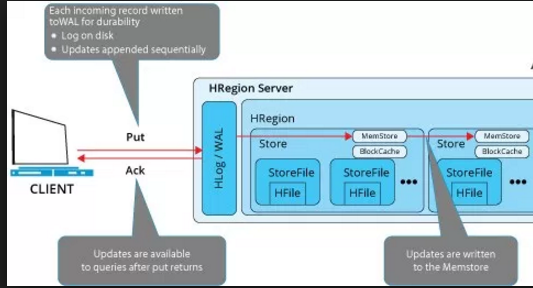 Each incoming record written
toWAL for durability
Log on disk
Updates appended sequentially
HRegion Server
HRegion
HLog / WAL
Put
Ack
CLIENT
Store
MemStore
BlockCache
StoreFile
HFile
StoreFile
HFile
Store
MemStore
BlockCache
StoreFile
HFile
Updates are available
to queries after put returns
Updates are written
to the Memstore